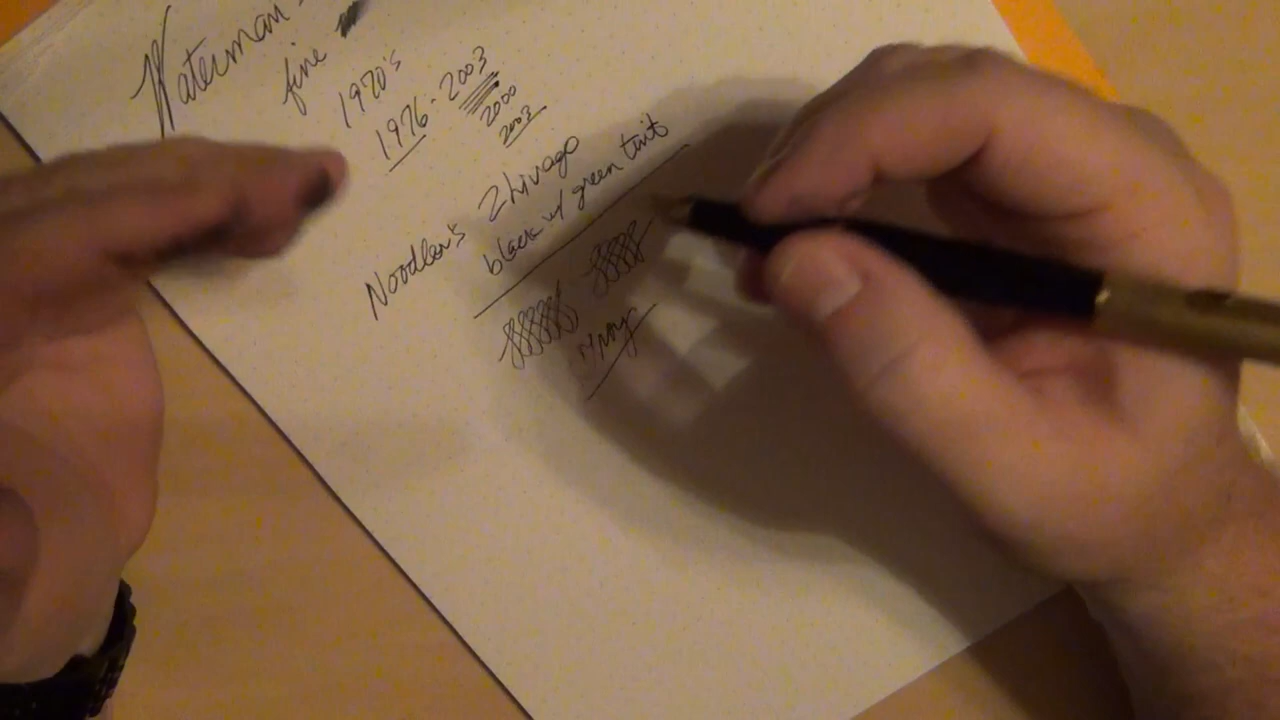 Waterman
fine
1970's
1976 - 2003
2000
2003
Noodler's Zhivago
black w/ green tint